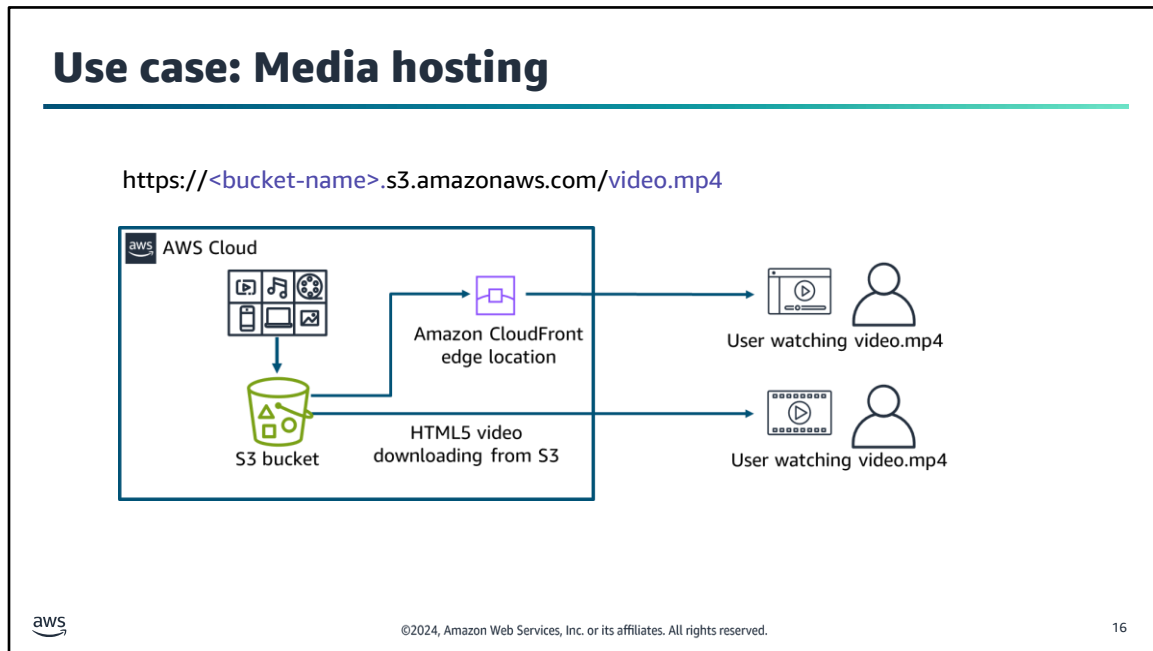 Use case: Media hosting
https://<bucket-name>.s3.amazonaws.com/video.mp4
aws
AWS Cloud
Amazon CloudFront
edge location
User watching video.mp4
S3 bucket
HTML5 video
downloading from S3
User watching video.mp4
aws
©2024, Amazon Web Services, Inc. or its affiliates. All rights reserved.
16